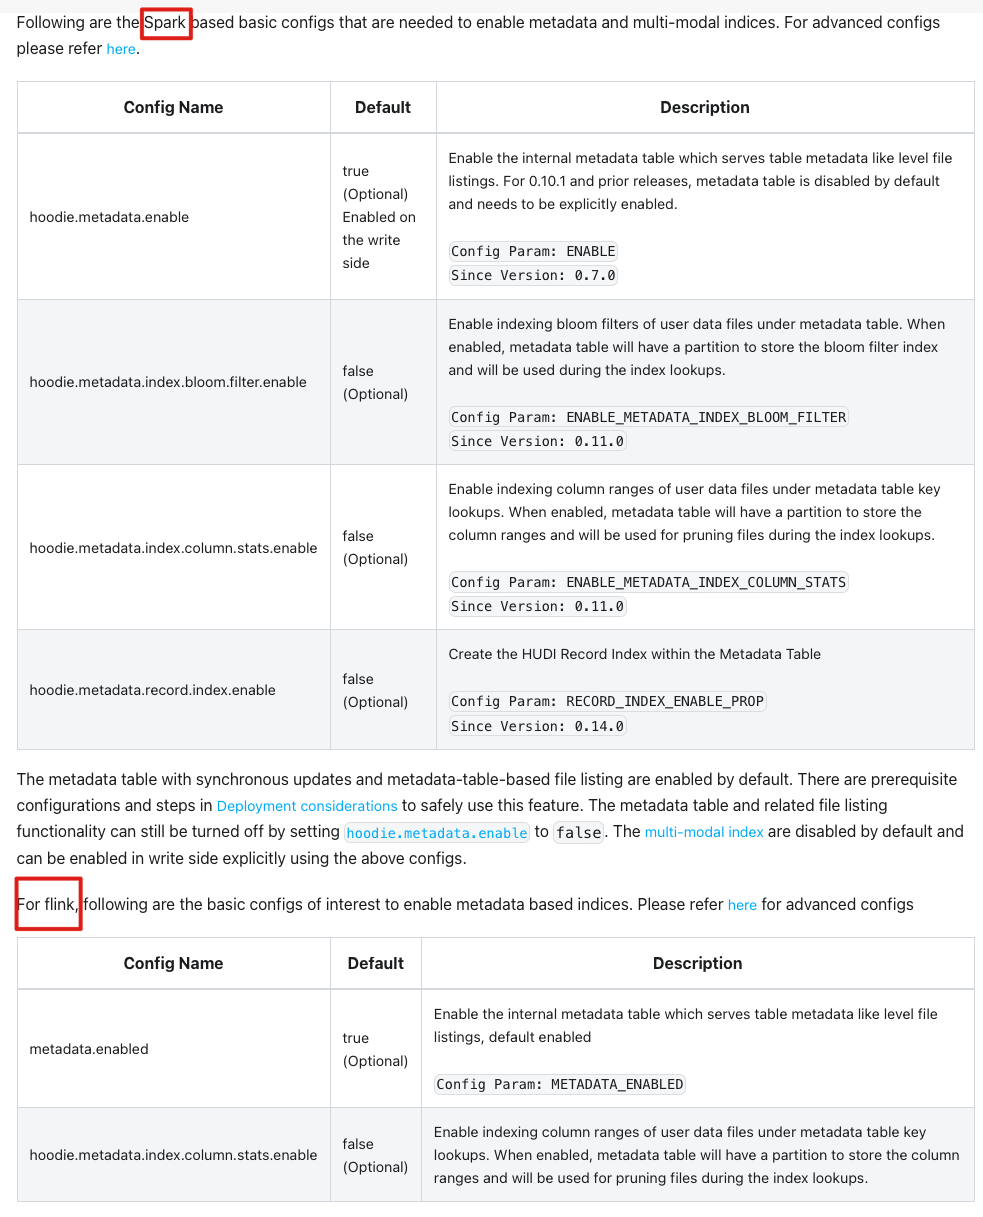 Following are the Spark based basic configs that are needed to enable metadata and multi-modal indices. For advanced configs
please refer here.
Config Name Default Description
hoodie.metadata.enable
true
(Optional)
Enabled on
the write
side
Enable the internal metadata table which serves table metadata like level file
listings. For 0.10.1 and prior releases, metadata table is disabled by default
and needs to be explicitly enabled.
Config Param: ENABLE
Since Version: 0.7.0
hoodie.metadata.index.bloom.filter.enable
false
(Optional)
Enable indexing bloom filters of user data files under metadata table. When
enabled, metadata table will have a partition to store the bloom filter index
and will be used during the index lookups.
Config Param: ENABLE_METADATA_INDEX_BLOOM_FILTER
Since Version: 0.11.0
hoodie.metadata.index.column.stats.enable
false
(Optional)
Enable indexing column ranges of user data files under metadata table key
lookups. When enabled, metadata table will have a partition to store the
column ranges and will be used for pruning files during the index lookups.
Config Param: ENABLE_METADATA_INDEX_COLUMN_STATS
Since Version: 0.11.0
hoodie.metadata.record.index.enable
false
(Optional)
Create the HUDI Record Index within the Metadata Table
Config Param: RECORD_INDEX_ENABLE_PROP
Since Version: 0.14.0
The metadata table with synchronous updates and metadata-table-based file listing are enabled by default. There are prerequisite
configurations and steps in Deployment considerations to safely use this feature. The metadata table and related file listing
functionality can still be turned off by setting hoodie.metadata.enable to false. The multi-modal index are disabled by default and
can be enabled in write side explicitly using the above configs.
For flink, following are the basic configs of interest to enable metadata based indices. Please refer here for advanced configs
Config Name Default Description
metadata.enabled
true
(Optional)
Enable the internal metadata table which serves table metadata like level file
listings, default enabled
Config Param: METADATA_ENABLED
hoodie.metadata.index.column.stats.enable
false
(Optional)
Enable indexing column ranges of user data files under metadata table key
lookups. When enabled, metadata table will have a partition to store the column
ranges and will be used for pruning files during the index lookups.